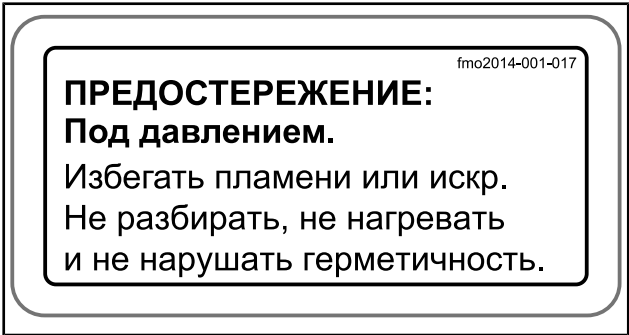 fmo2014-001-017
ПРЕДОСТЕРЕЖЕНИЕ:
Под давлением.
Избегать пламени или искр.
Не разбирать, не нагревать
и не нарушать герметичность.